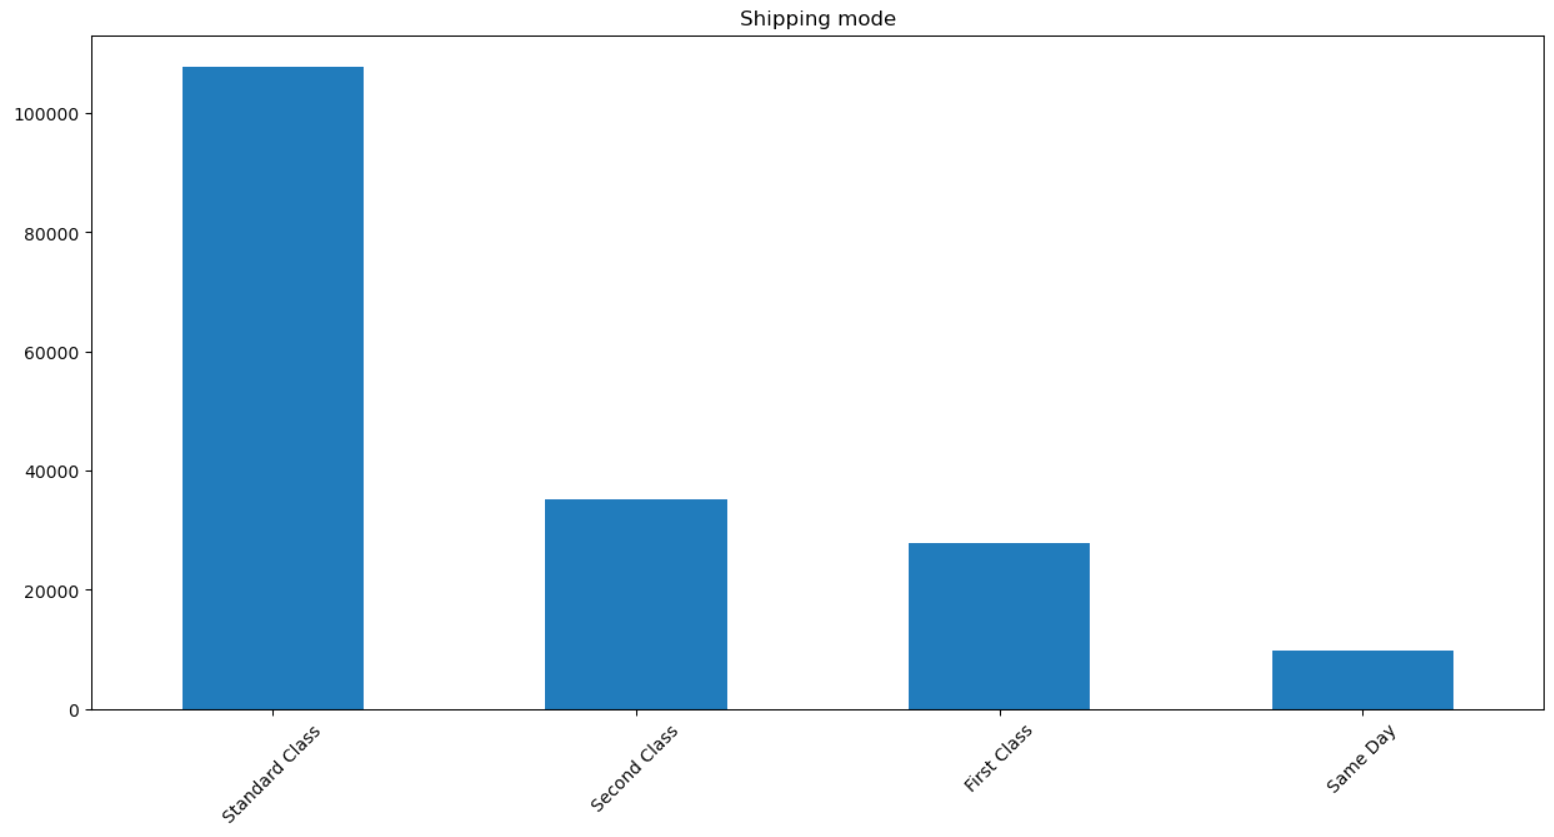 Shipping mode
100000
80000
60000
40000
20000
0
Standard Class
Second Class
First Class
Same Day